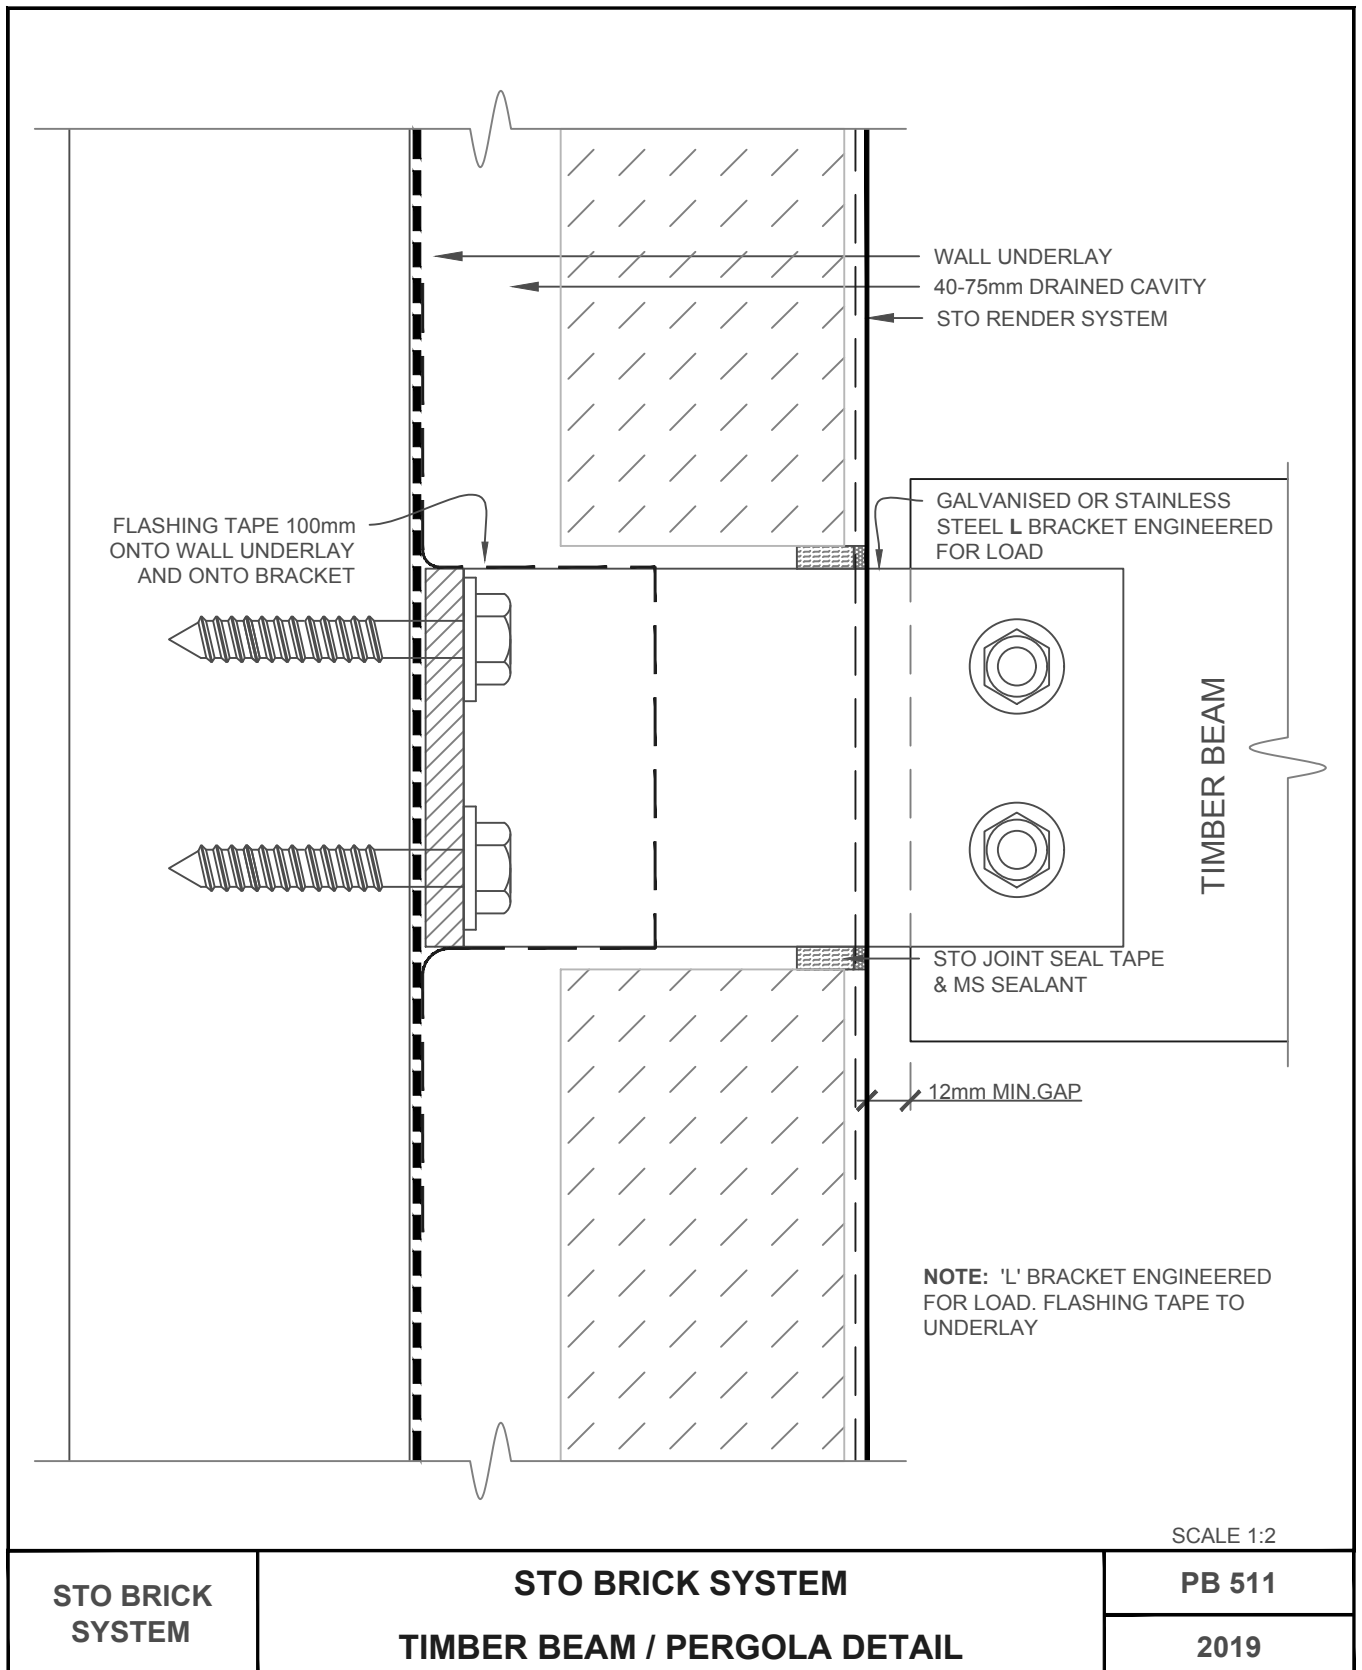 WALL UNDERLAY
40-75mm DRAINED CAVITY
STO RENDER SYSTEM
FLASHING TAPE 100mm
ONTO WALL UNDERLAY
AND ONTO BRACKET
GALVANISED OR STAINLESS
STEEL L BRACKET ENGINEERED
FOR LOAD
TIMBER BEAM
STO JOINT SEAL TAPE
& MS SEALANT
12mm MIN.GAP
NOTE: 'L' BRACKET ENGINEERED
FOR LOAD. FLASHING TAPE TO
UNDERLAY
SCALE 1:2
STO BRICK
SYSTEM
STO BRICK SYSTEM
TIMBER BEAM / PERGOLA DETAIL
PB 511
2019